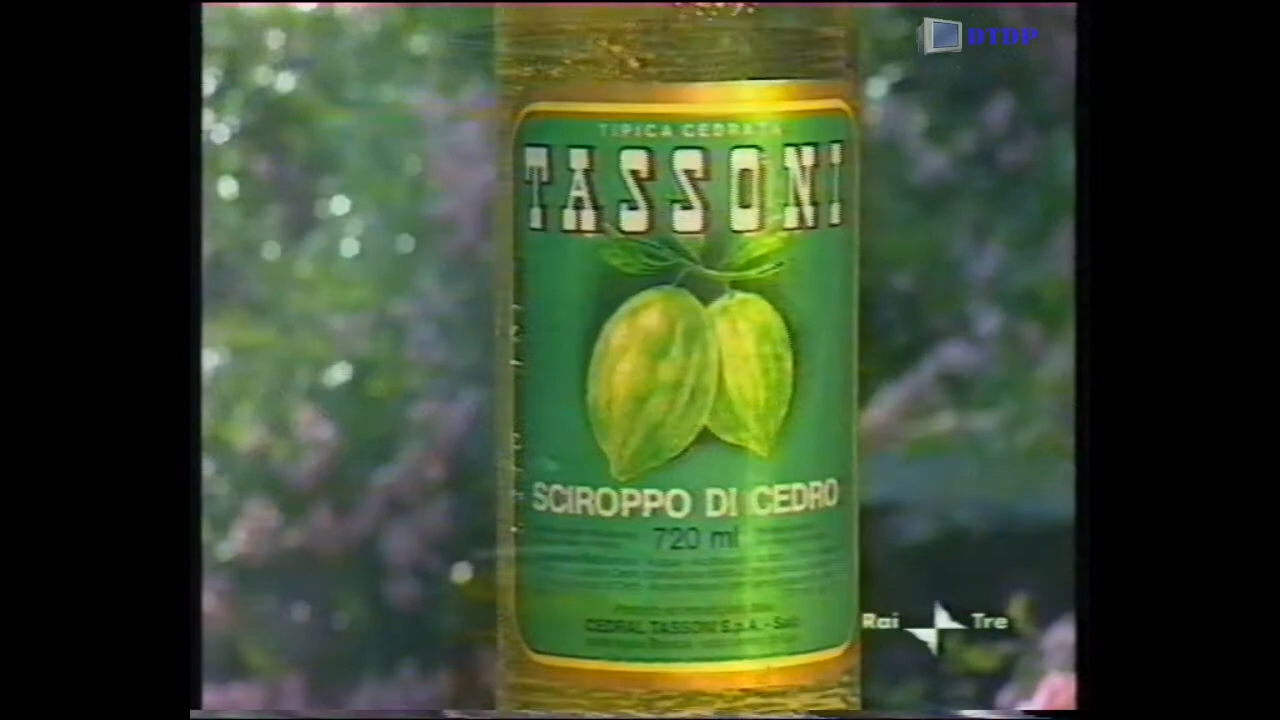 DTDP
TIPICA CEDRATA
TASSONI
SCIROPPO DI CEDRO
720 ml
CEDRAL TASSONI S.p.A. - Salò
Rai Tre